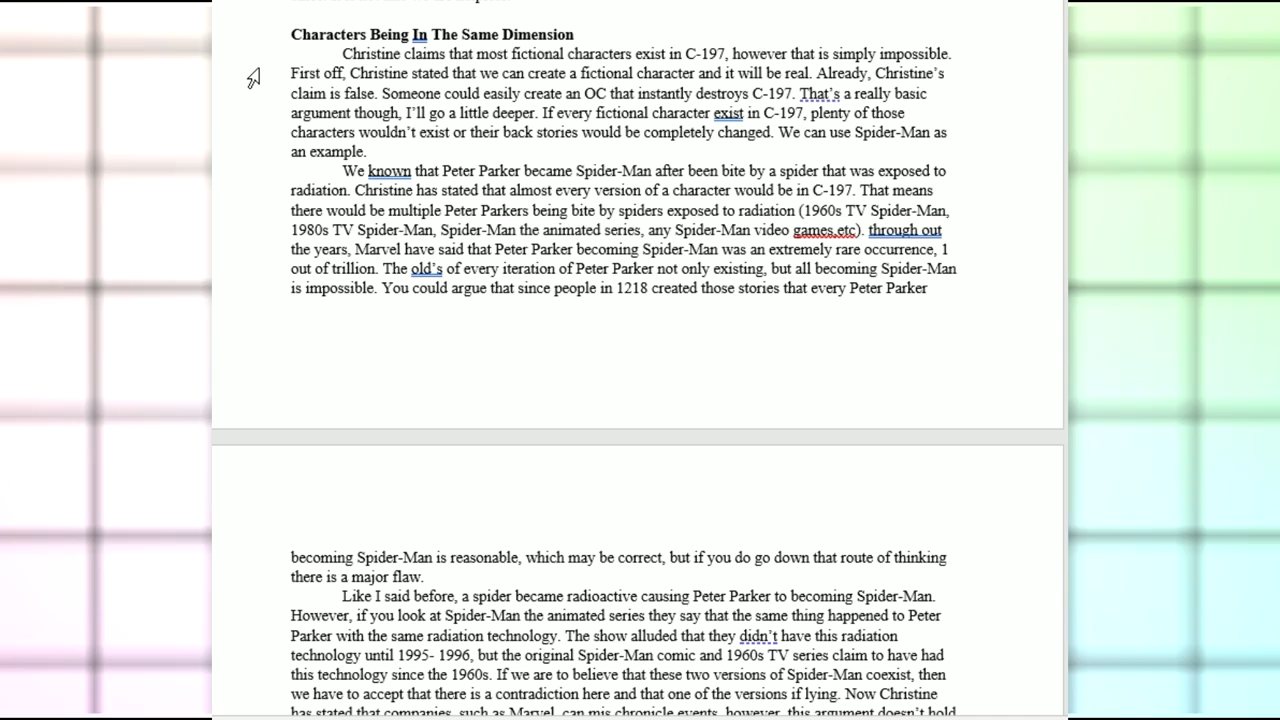 Characters Being In The Same Dimension
Christine claims that most fictional characters exist in C-197, however that is simply impossible.
First off, Christine stated that we can create a fictional character and it will be real. Already, Christine's
claim is false. Someone could easily create an OC that instantly destroys C-197. That's a really basic
argument though, I'll go a little deeper. If every fictional character exist in C-197, plenty of those
characters wouldn't exist or their back stories would be completely changed. We can use Spider-Man as
an example.
We known that Peter Parker became Spider-Man after been bite by a spider that was exposed to
radiation. Christine has stated that almost every version of a character would be in C-197. That means
there would be multiple Peter Parkers being bite by spiders exposed to radiation (1960s TV Spider-Man,
1980s TV Spider-Man, Spider-Man the animated series, any Spider-Man video games,etc). through out
the years, Marvel have said that Peter Parker becoming Spider-Man was an extremely rare occurrence, 1
out of trillion. The old's of every iteration of Peter Parker not only existing, but all becoming Spider-Man
is impossible. You could argue that since people in 1218 created those stories that every Peter Parker
becoming Spider-Man is reasonable, which may be correct, but if you do go down that route of thinking
there is a major flaw.
Like I said before, a spider became radioactive causing Peter Parker to becoming Spider-Man.
However, if you look at Spider-Man the animated series they say that the same thing happened to Peter
Parker with the same radiation technology. The show alluded that they didn't have this radiation
technology until 1995- 1996, but the original Spider-Man comic and 1960s TV series claim to have had
this technology since the 1960s. If we are to believe that these two versions of Spider-Man coexist, then
we have to accept that there is a contradiction here and that one of the versions if lying. Now Christine
has stated that companies, such as Marvel, can mis chronicle events, however, this argument doesn't hold